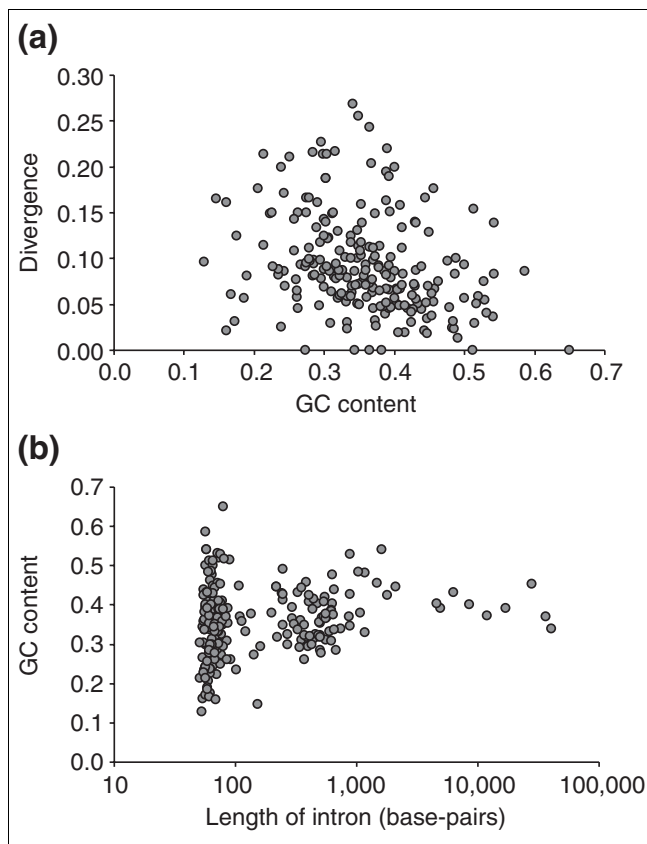 (a)
0.30
0.25
0.20
0.15
0.10
0.05
0.00
Divergence
0.0 0.1 0.2 0.3 0.4 0.5 0.6 0.7
GC content
(b)
0.7
0.6
0.5
0.4
0.3
0.2
0.1
0.0
GC content
10 100 1,000 10,000 100,000
Length of intron (base-pairs)